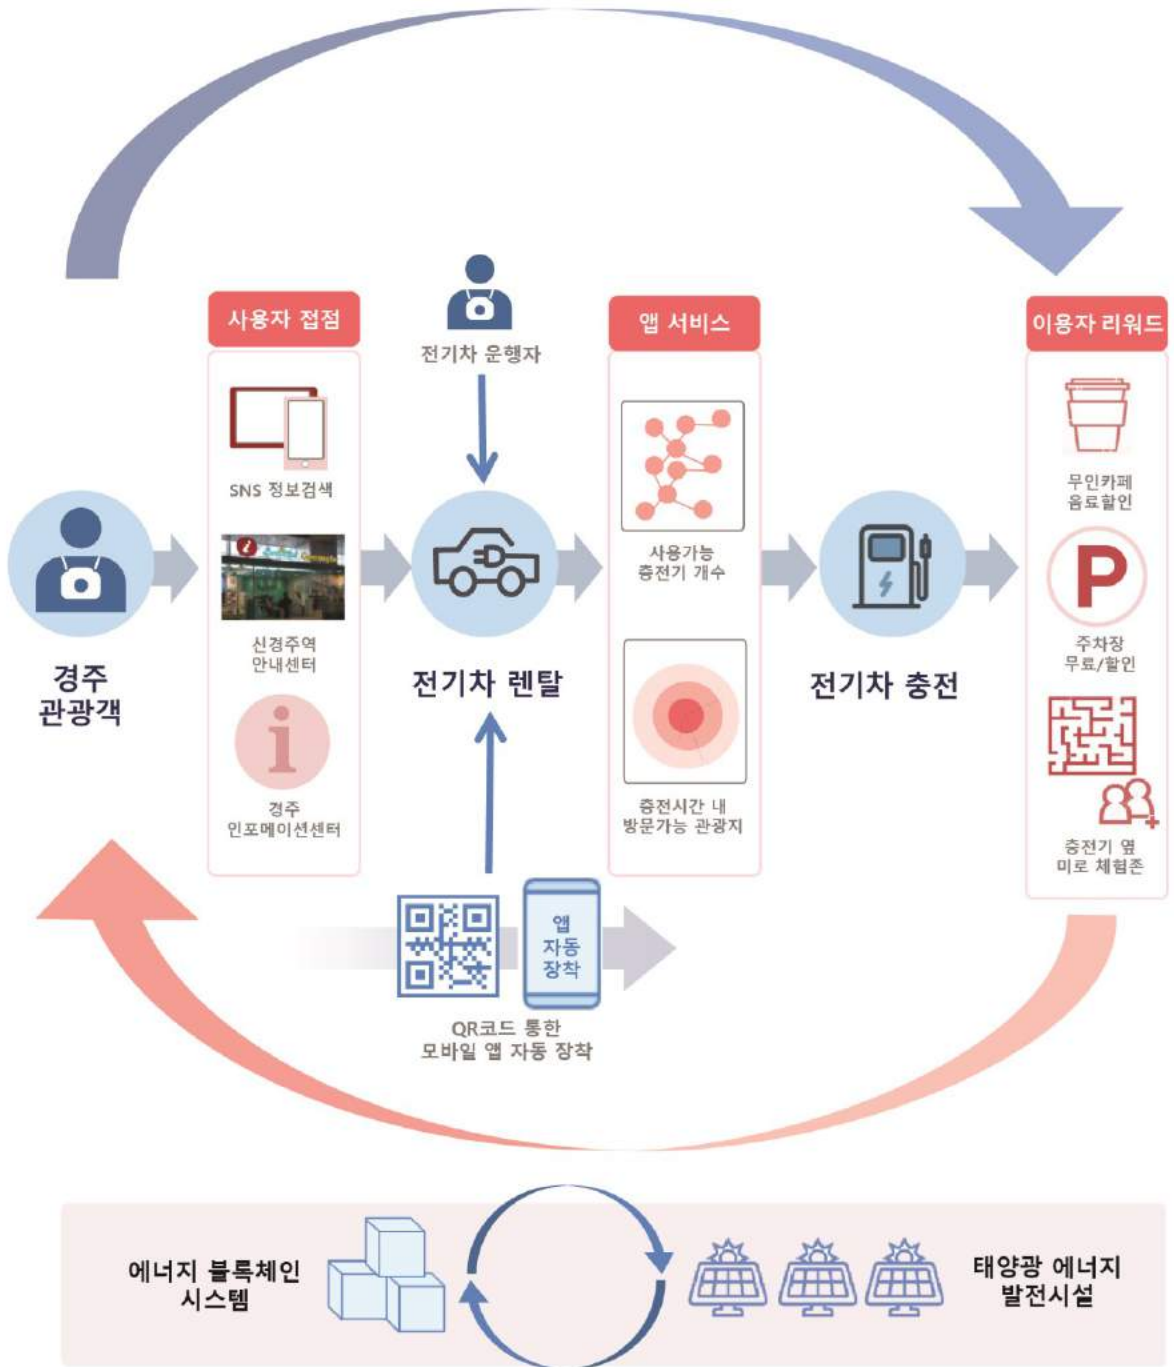 사용자 접점
앱 서비스
이용자 리워드
전기차 운행자
SNS 정보검색
신경주역
안내센터
경주
인포메이션센터
사용가능
충전기 개수
충전시간 내
방문가능 관광지
무인카페
음료할인
P
주차장
무료/할인
충전기 옆
미로 체험존
경주
관광객
전기차 렌탈
전기차 충전
앱
자동
장착
QR코드 통한
모바일 앱 자동 장착
에너지 블록체인
시스템
태양광 에너지
발전시설